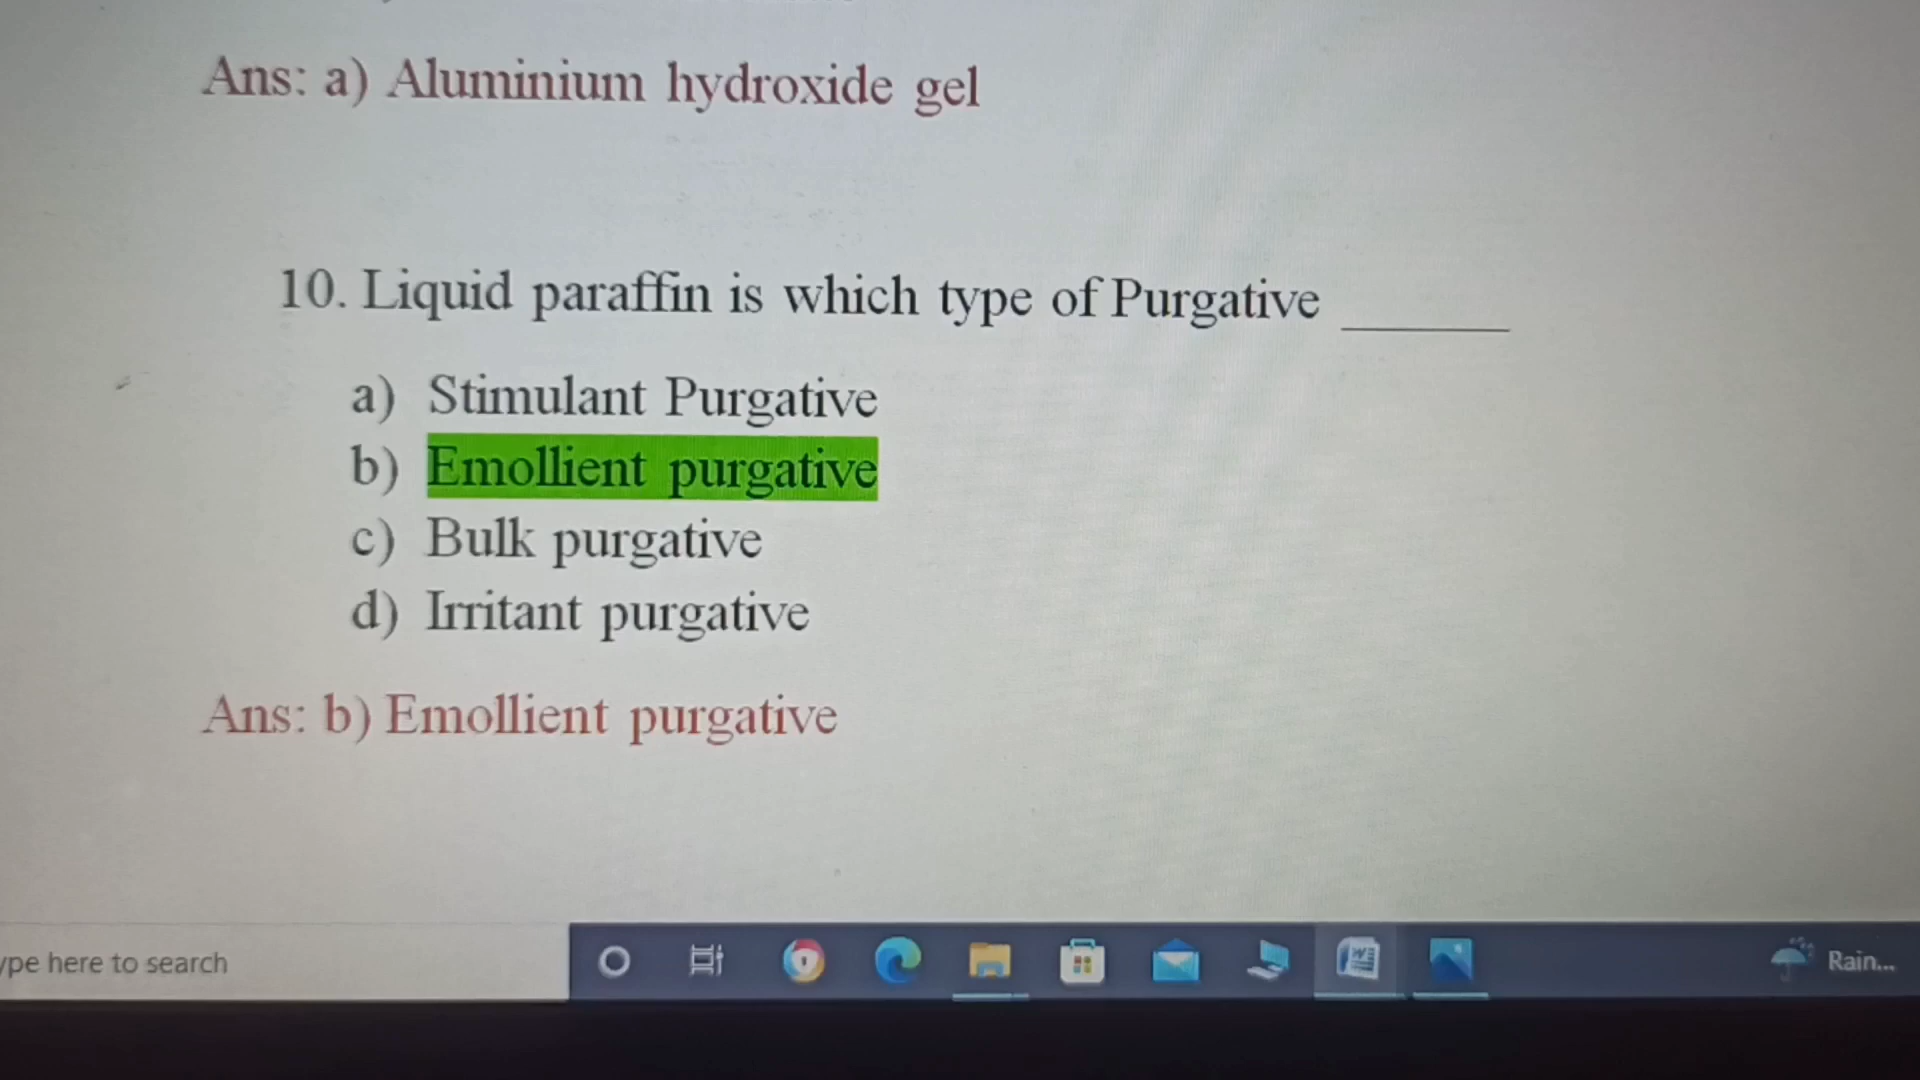 Ans: a) Aluminium hydroxide gel
10. Liquid paraffin is which type of Purgative ______
a) Stimulant Purgative
b) Emollient purgative
c) Bulk purgative
d) Irritant purgative
Ans: b) Emollient purgative
ype here to search
Rain...